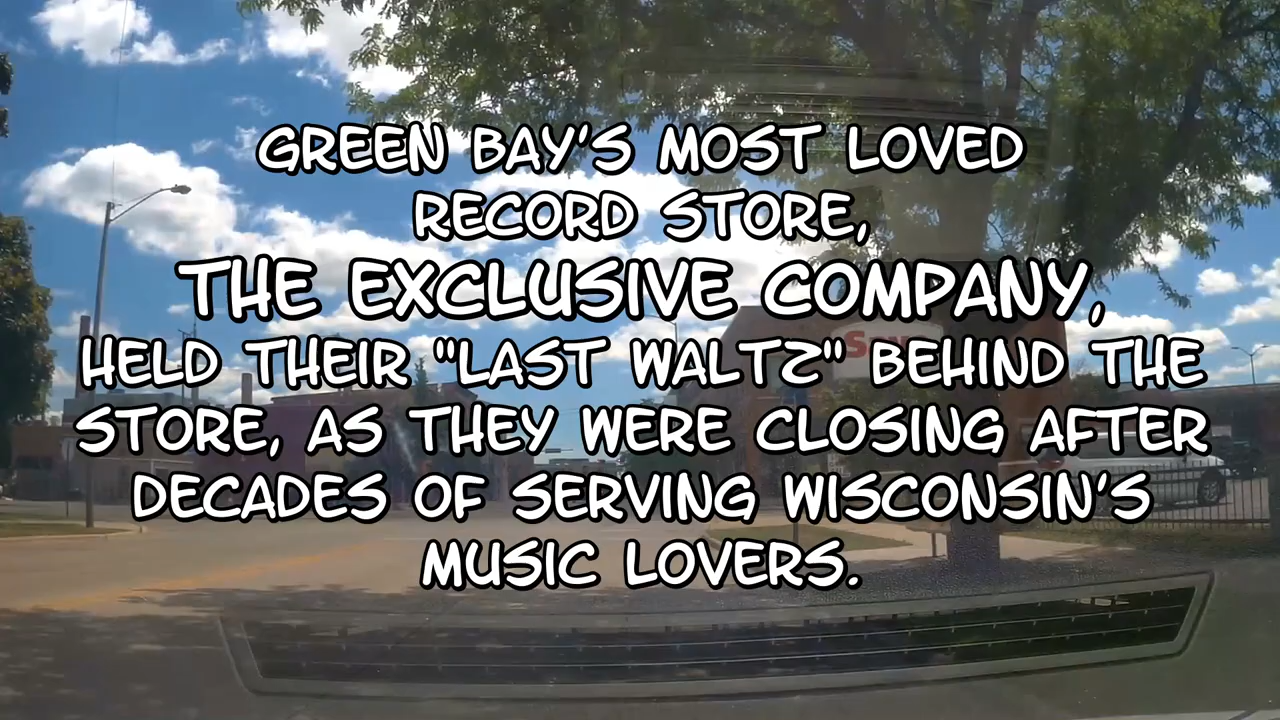 GREEN BAY'S MOST LOVED
RECORD STORE,
THE EXCLUSIVE COMPANY,
HELD THEIR "LAST WALTZ" BEHIND THE
STORE, AS THEY WERE CLOSING AFTER
DECADES OF SERVING WISCONSIN'S
MUSIC LOVERS.